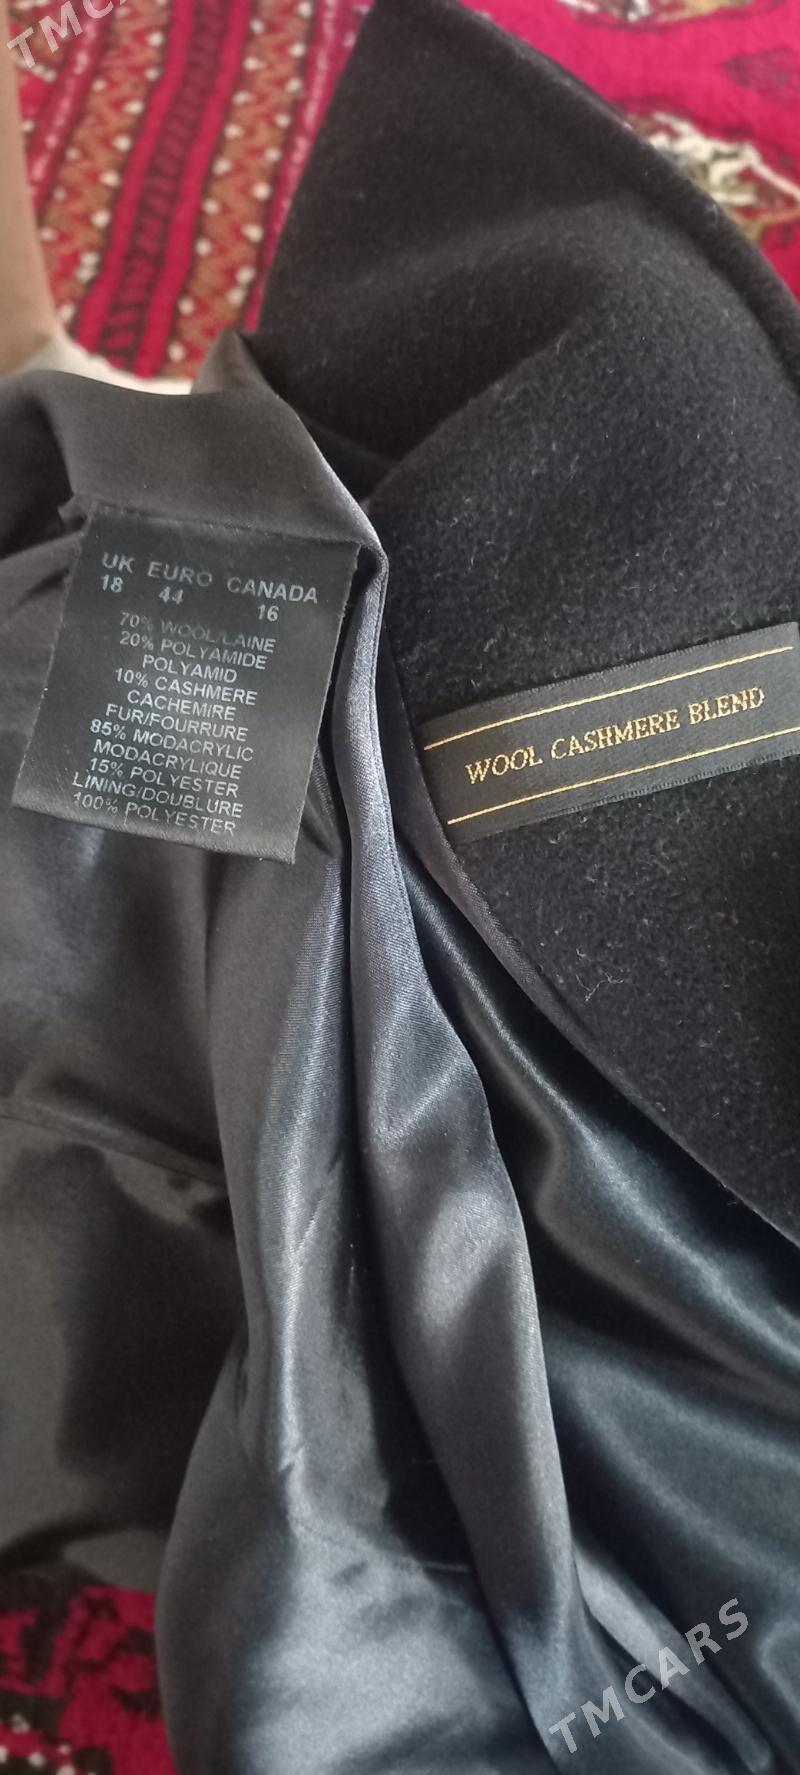 TMCA
UK EURO CANADA
18 44 16
70% WOOL/LAINE
20% POLYAMIDE
POLYAMID
10% CASHMERE
CACHEMIRE
FUR/FOURRURE
85% MODACRYLIC
MODACRYLIQUE
15% POLYESTER
LINING/DOUBLURE
100% POLYESTER
WOOL CASHMERE BLEND
TMCARS